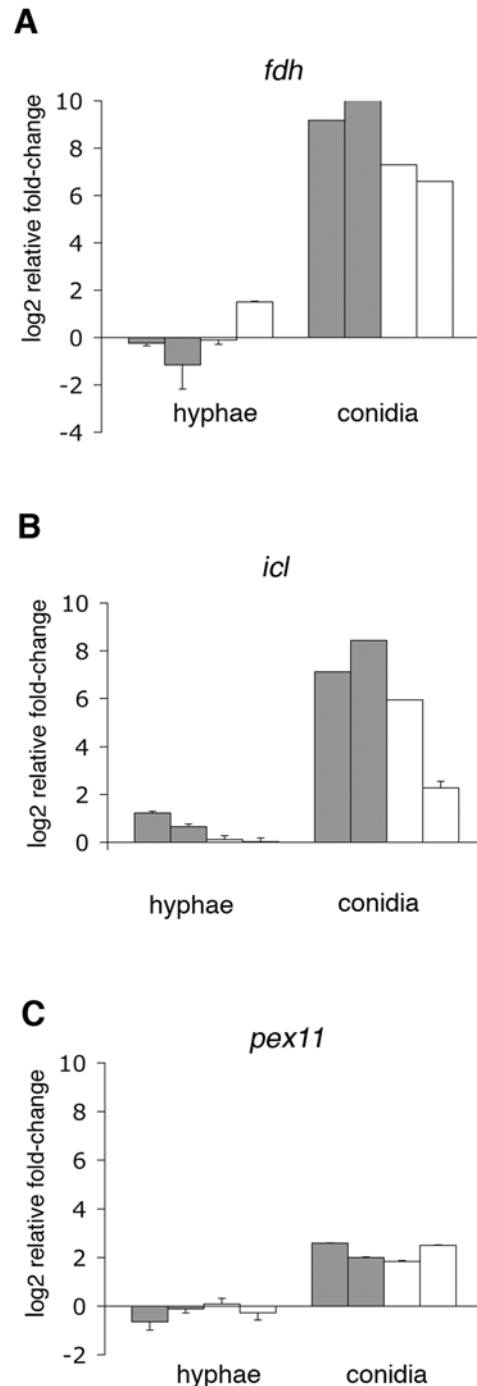 A
fdh
log2 relative fold-change
10
8
6
4
2
0
-2
-4
hyphae
conidia
B
icl
log2 relative fold-change
10
8
6
4
2
0
hyphae
conidia
C
pex11
log2 relative fold-change
10
8
6
4
2
0
-2
hyphae
conidia